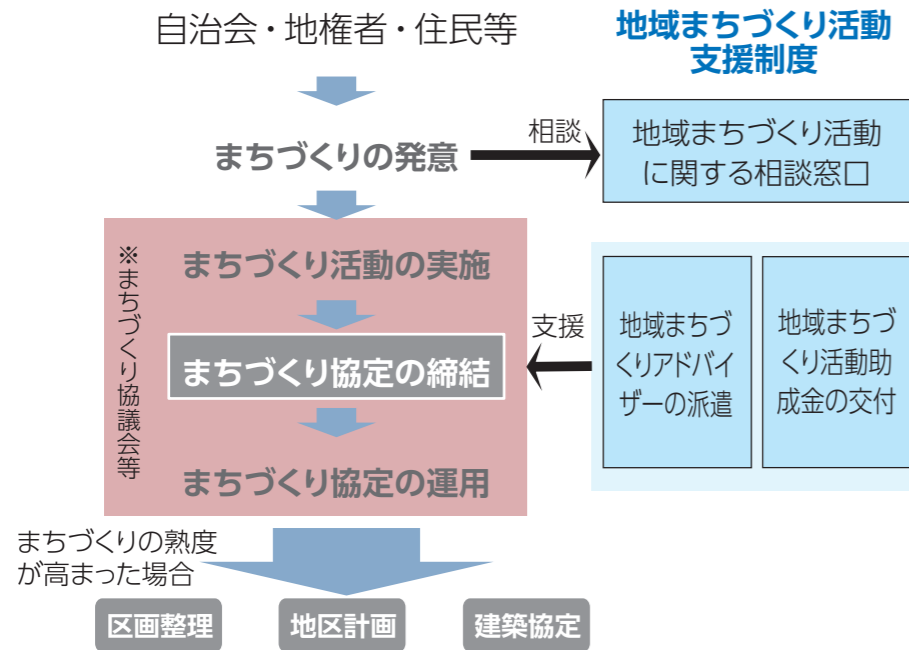 自治会・地権者・住民等
地域まちづくり活動
支援制度
まちづくりの発意
相談
地域まちづくり活動
に関する相談窓口
※まちづくり協議会等
まちづくり活動の実施
まちづくり協定の締結
まちづくり協定の運用
支援
地域まちづ
くりアドバイ
ザーの派遣
地域まちづ
くり活動助
成金の交付
まちづくりの熟度
が高まった場合
区画整理
地区計画
建築協定